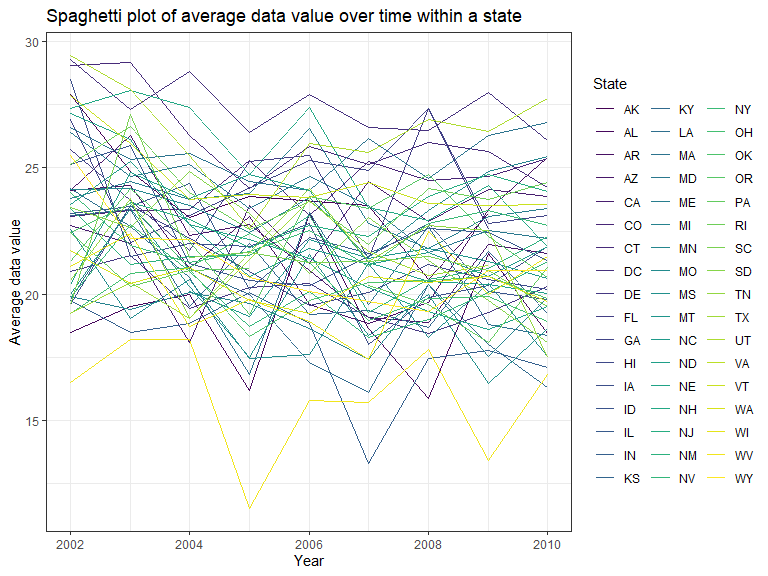 Spaghetti plot of average data value over time within a state
30
25
20
15
Average data value
2002 2004 2006 2008 2010
Year
State
AK KY NY
AL LA OH
AR MA OK
AZ MD OR
CA ME PA
CO MI RI
CT MN SC
DC MO SD
DE MS TN
FL MT TX
GA NC UT
HI ND VA
IA NE VT
ID NH WA
IL NJ WI
IN NM WV
KS NV WY